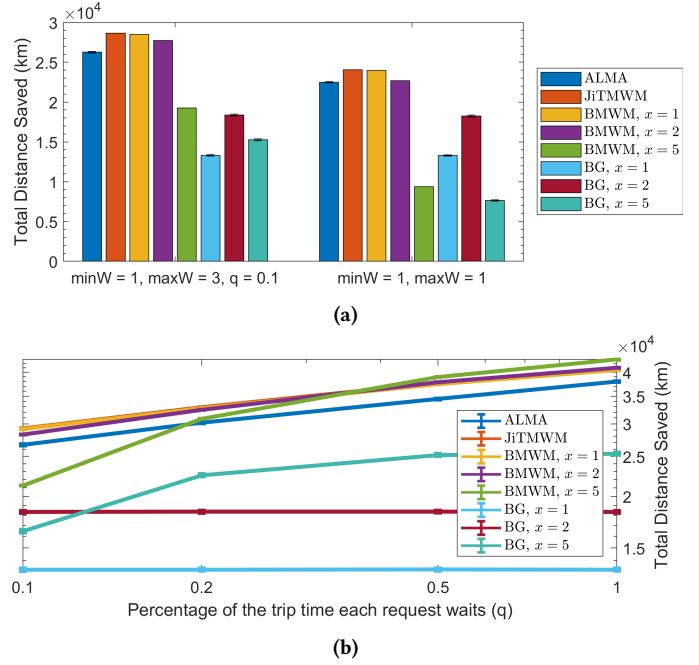 ×10⁴
3
2.5
2
1.5
1
0.5
0
Total Distance Saved (km)
minW = 1, maxW = 3, q = 0.1
minW = 1, maxW = 1
ALMA
JiTMWM
BMWM, x = 1
BMWM, x = 2
BMWM, x = 5
BG, x = 1
BG, x = 2
BG, x = 5
(a)
×10⁴
4
3.5
3
2.5
2
1.5
Total Distance Saved (km)
ALMA
JiTMWM
BMWM, x = 1
BMWM, x = 2
BMWM, x = 5
BG, x = 1
BG, x = 2
BG, x = 5
0.1
0.2
0.5
1
Percentage of the trip time each request waits (q)
(b)